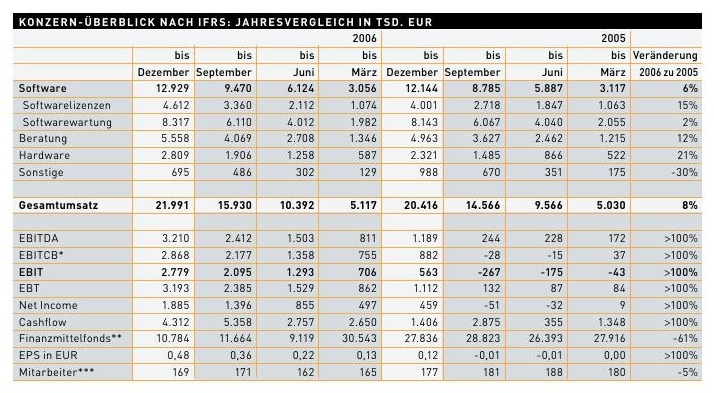 KONZERN-ÜBERBLICK NACH IFRS: JAHRESVERGLEICH IN TSD. EUR
2006 2005
bis bis bis bis bis bis bis bis Veränderung
Dezember September Juni März Dezember September Juni März 2006 zu 2005
Software 12.929 9.470 6.124 3.056 12.144 8.785 5.887 3.117 6%
Softwarelizenzen 4.612 3.360 2.112 1.074 4.001 2.718 1.847 1.063 15%
Softwarewartung 8.317 6.110 4.012 1.982 8.143 6.067 4.040 2.055 2%
Beratung 5.558 4.069 2.708 1.346 4.963 3.627 2.462 1.215 12%
Hardware 2.809 1.906 1.258 587 2.321 1.485 866 522 21%
Sonstige 695 486 302 129 988 670 351 175 -30%
Gesamtumsatz 21.991 15.930 10.392 5.117 20.416 14.566 9.566 5.030 8%
EBITDA 3.210 2.412 1.503 811 1.189 244 228 172 >100%
EBITCB* 2.868 2.177 1.358 755 882 -28 -15 37 >100%
EBIT 2.779 2.095 1.293 706 563 -267 -175 -43 >100%
EBT 3.193 2.385 1.529 862 1.112 132 87 84 >100%
Net Income 1.885 1.396 855 497 459 -51 -32 9 >100%
Cashflow 4.312 5.358 2.757 2.650 1.406 2.875 355 1.348 >100%
Finanzmittelfonds** 10.784 11.664 9.119 30.543 27.836 28.823 26.393 27.916 -61%
EPS in EUR 0,48 0,36 0,22 0,13 0,12 -0,01 -0,01 0,00 >100%
Mitarbeiter*** 169 171 162 165 177 181 188 180 -5%